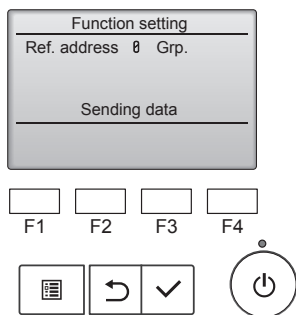 Function setting
Ref. address 0 Grp.
Sending data
F1 F2 F3 F4